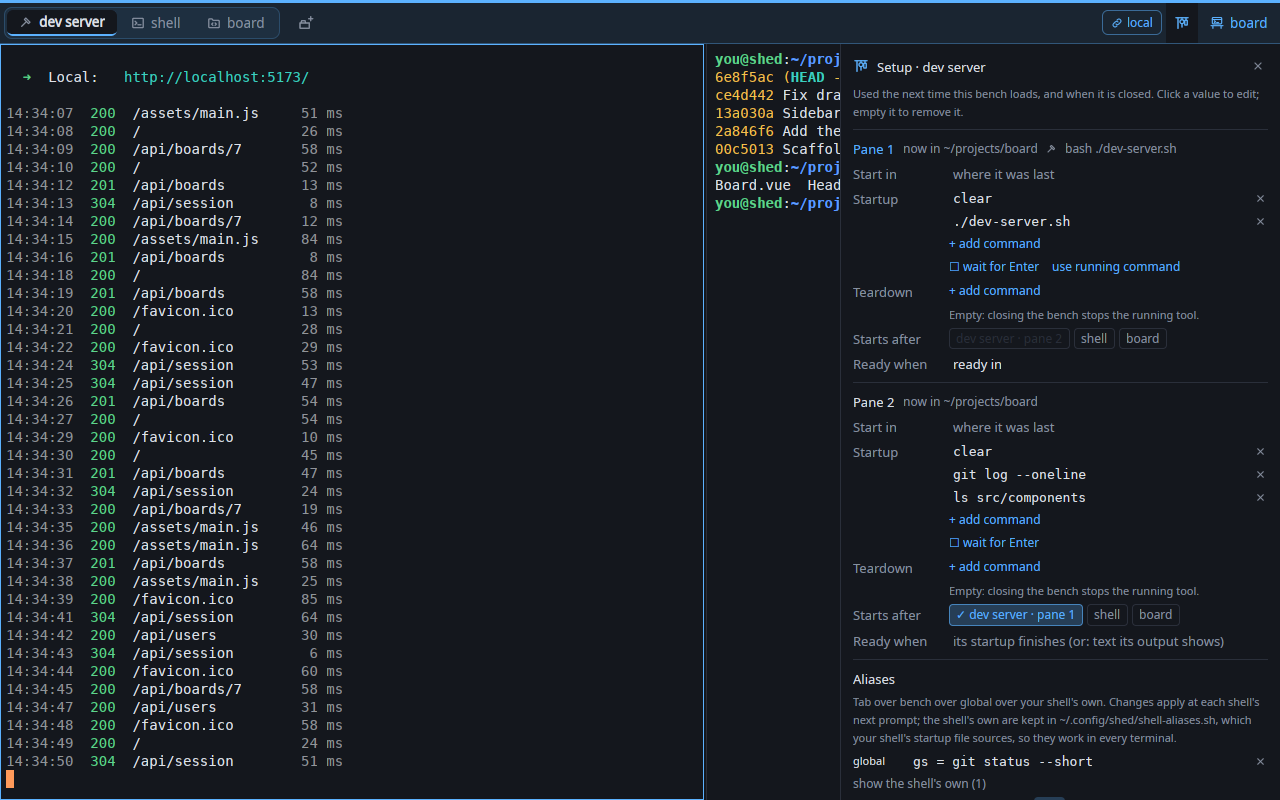 dev server shell board local board
➜ Local: http://localhost:5173/
14:34:07 200 /assets/main.js 51 ms
14:34:08 200 / 26 ms
14:34:09 200 /api/boards/7 58 ms
14:34:10 200 / 52 ms
14:34:12 201 /api/boards 13 ms
14:34:13 304 /api/session 8 ms
14:34:14 200 /api/boards/7 12 ms
14:34:15 200 /assets/main.js 84 ms
14:34:16 201 /api/boards 8 ms
14:34:18 200 / 84 ms
14:34:19 201 /api/boards 58 ms
14:34:20 200 /favicon.ico 13 ms
14:34:21 200 / 28 ms
14:34:22 200 /favicon.ico 29 ms
14:34:24 304 /api/session 53 ms
14:34:25 304 /api/session 47 ms
14:34:26 201 /api/boards 54 ms
14:34:27 200 / 54 ms
14:34:29 200 /favicon.ico 10 ms
14:34:30 200 / 45 ms
14:34:31 201 /api/boards 47 ms
14:34:32 304 /api/session 24 ms
14:34:33 200 /api/boards/7 19 ms
14:34:35 200 /assets/main.js 46 ms
14:34:36 200 /assets/main.js 64 ms
14:34:37 201 /api/boards 58 ms
14:34:38 200 /assets/main.js 25 ms
14:34:39 200 /favicon.ico 85 ms
14:34:41 304 /api/session 64 ms
14:34:42 200 /api/users 30 ms
14:34:43 304 /api/session 6 ms
14:34:44 200 /favicon.ico 60 ms
14:34:45 200 /api/boards/7 58 ms
14:34:47 200 /api/users 31 ms
14:34:48 200 /favicon.ico 58 ms
14:34:49 200 / 24 ms
14:34:50 304 /api/session 51 ms
you@shed:~/proj
6e8f5ac (HEAD -
ce4d442 Fix dra
13a030a Sidebar
2a846f6 Add the
00c5013 Scaffol
you@shed:~/proj
Board.vue Head
you@shed:~/proj
Setup · dev server ×
Used the next time this bench loads, and when it is closed. Click a value to edit;
empty it to remove it.
Pane 1 now in ~/projects/board bash ./dev-server.sh
Start in where it was last
Startup clear ×
./dev-server.sh ×
+ add command
☐ wait for Enter use running command
Teardown + add command
Empty: closing the bench stops the running tool.
Starts after dev server · pane 2 shell board
Ready when ready in
Pane 2 now in ~/projects/board
Start in where it was last
Startup clear ×
git log --oneline ×
ls src/components ×
+ add command
☐ wait for Enter
Teardown + add command
Empty: closing the bench stops the running tool.
Starts after ✓ dev server · pane 1 shell board
Ready when its startup finishes (or: text its output shows)
Aliases
Tab over bench over global over your shell's own. Changes apply at each shell's
next prompt; the shell's own are kept in ~/.config/shed/shell-aliases.sh, which
your shell's startup file sources, so they work in every terminal.
global gs = git status --short ×
show the shell's own (1)